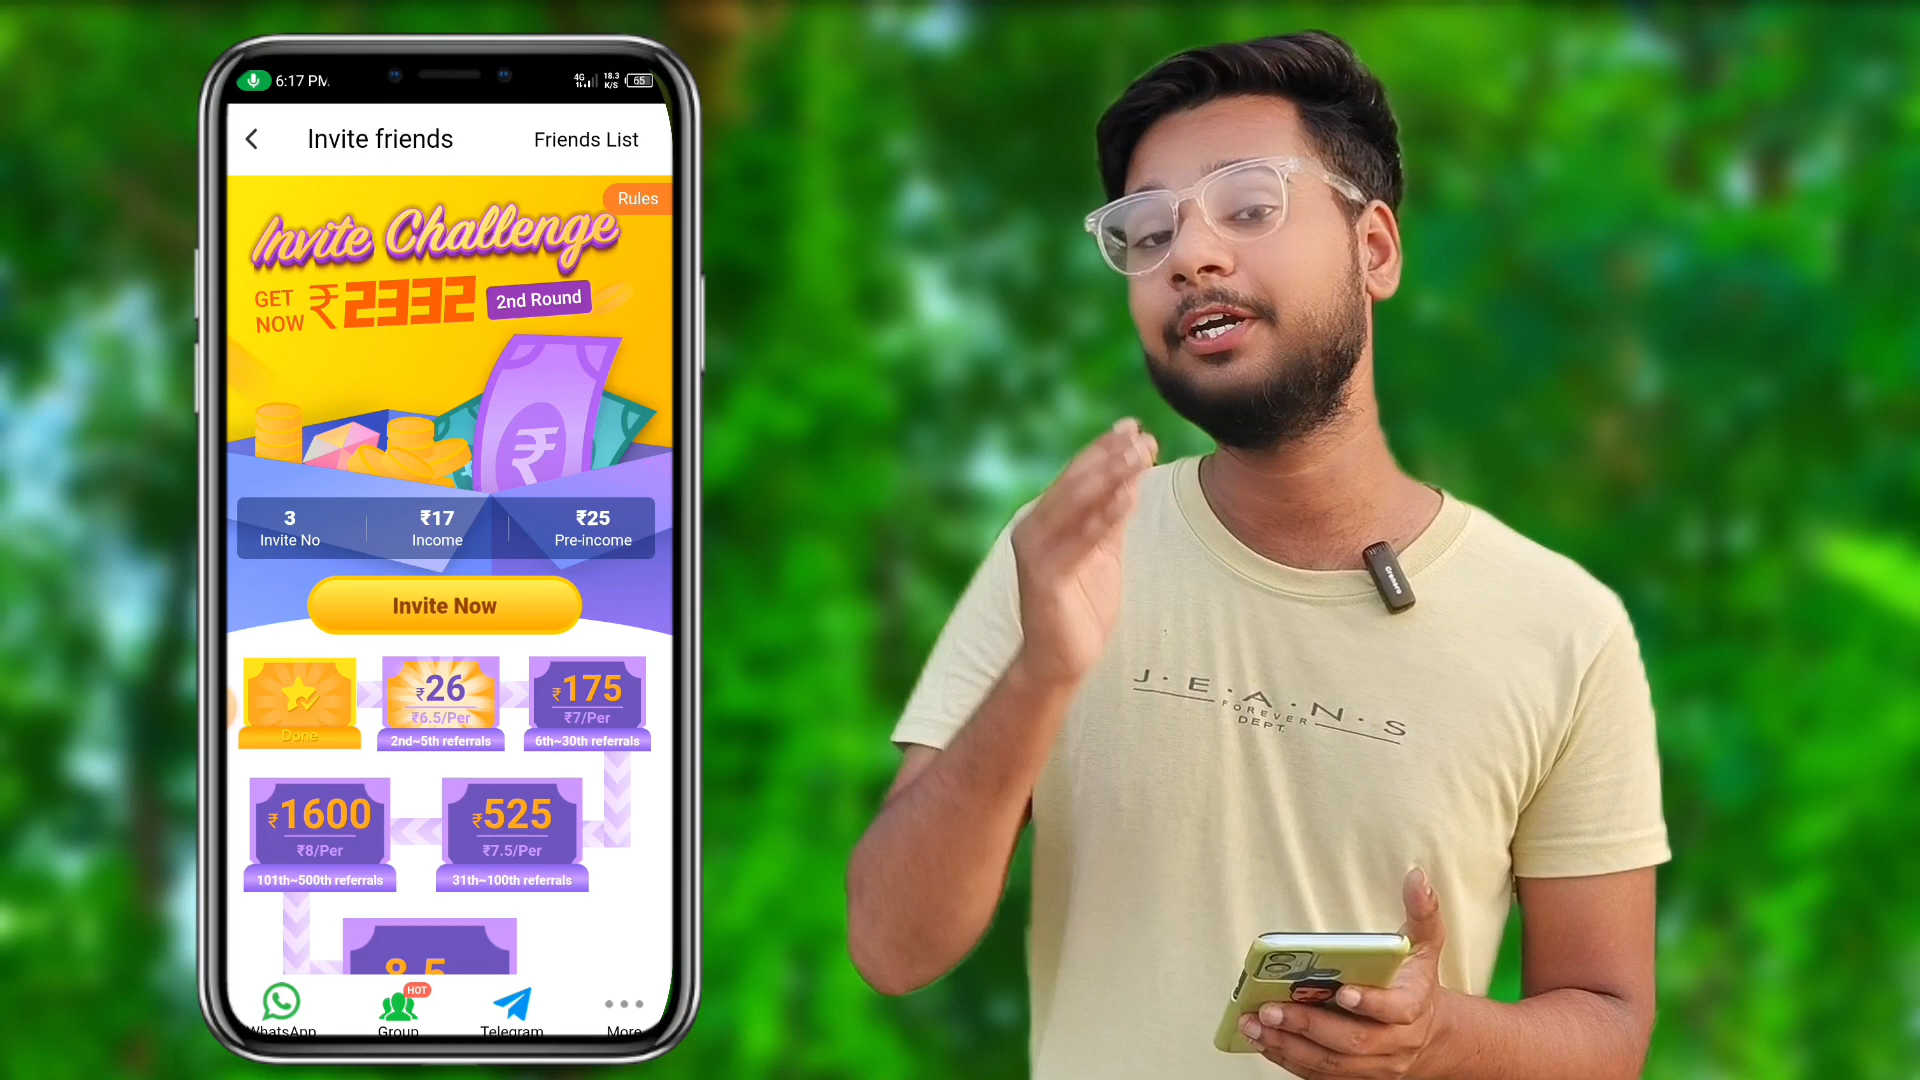 6:17 PM
4G
18.3
K/S
65
Invite friends
Friends List
Rules
Invite Challenge
GET
NOW
₹2332
2nd Round
₹
3
₹17
₹25
Invite No
Income
Pre-income
Invite Now
Done
₹26
₹6.5/Per
2nd~5th referrals
₹175
₹7/Per
6th~30th referrals
₹1600
₹8/Per
101th~500th referrals
₹525
₹7.5/Per
31th~100th referrals
8.5
HOT
WhatsApp
Group
Telegram
More
Grenaro
J·E·A·N·S
FOREVER
DEPT.